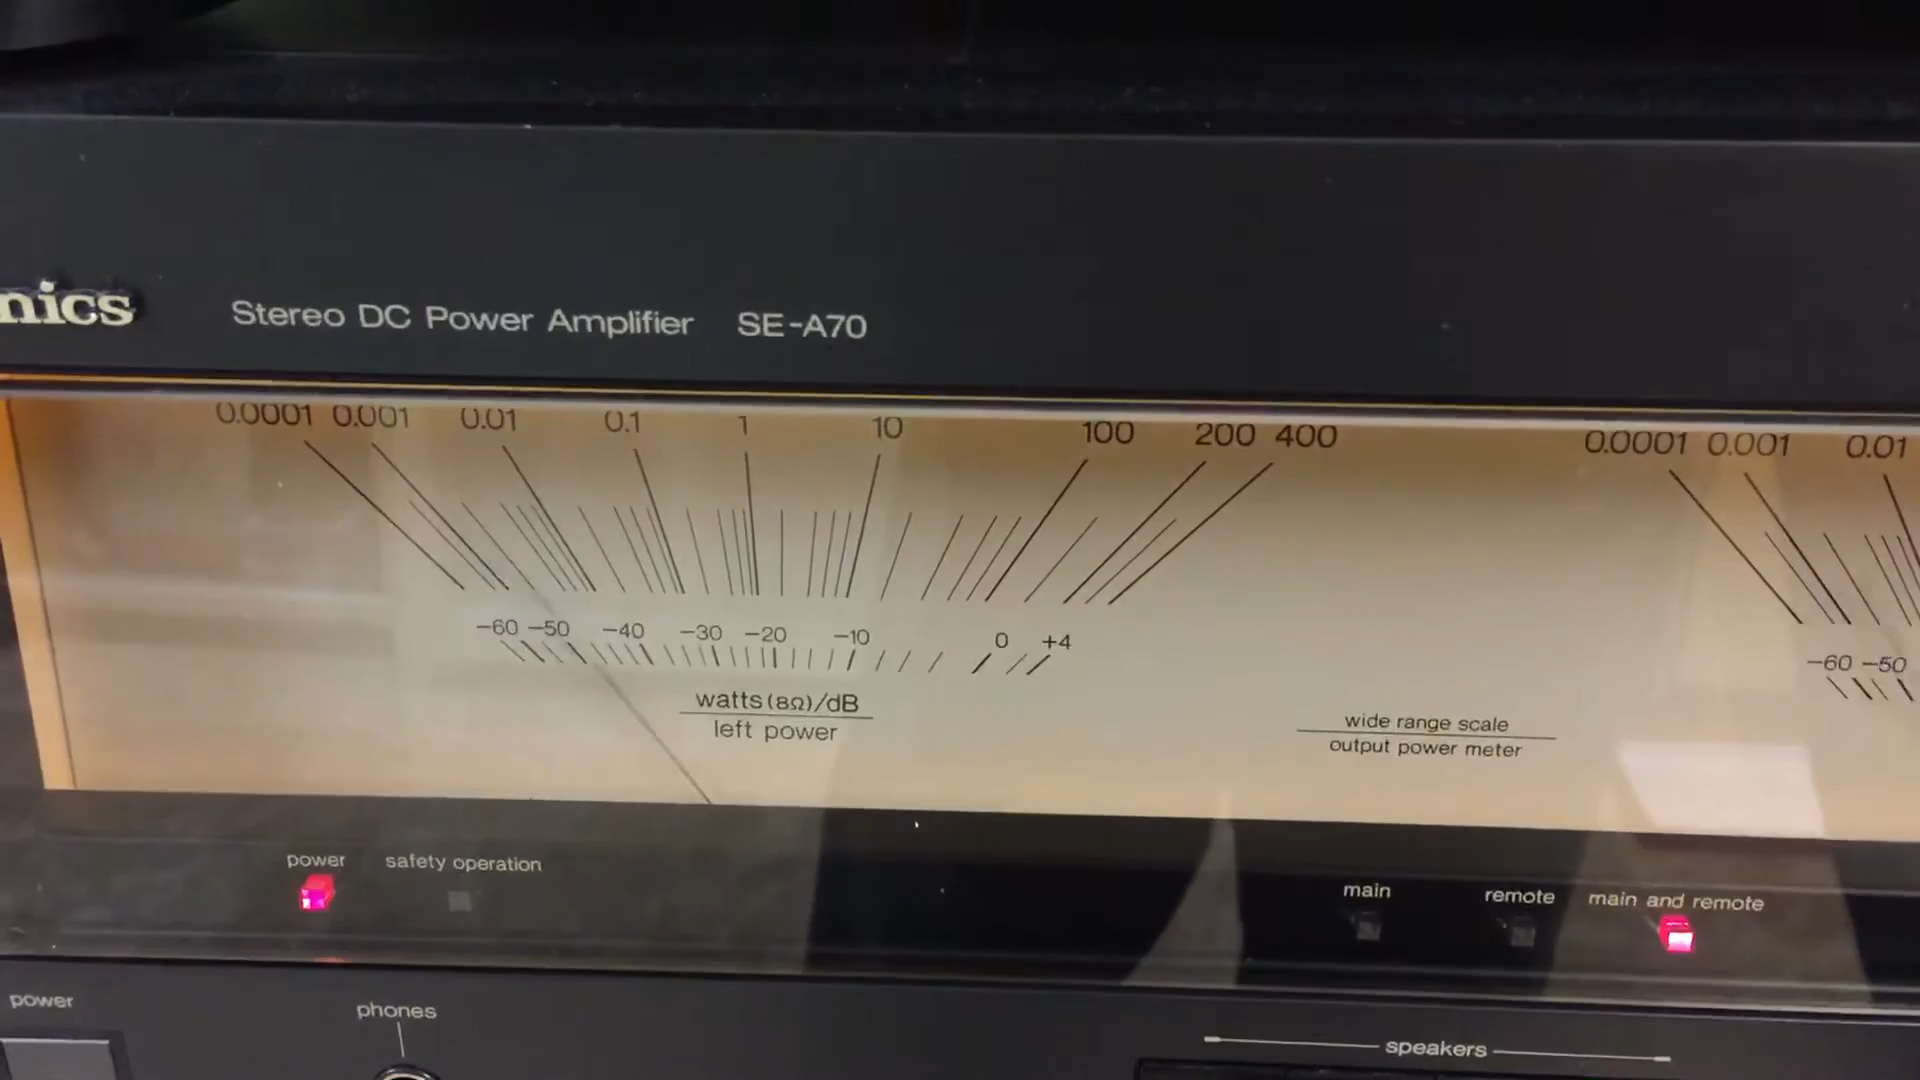 nics Stereo DC Power Amplifier SE-A70
0.0001 0.001 0.01 0.1 1 10 100 200 400
0.0001 0.001 0.01
−60 −50 −40 −30 −20 −10 0 +4
−60 −50
watts(8Ω)/dB
left power
wide range scale
output power meter
power safety operation
main remote main and remote
power
phones
speakers